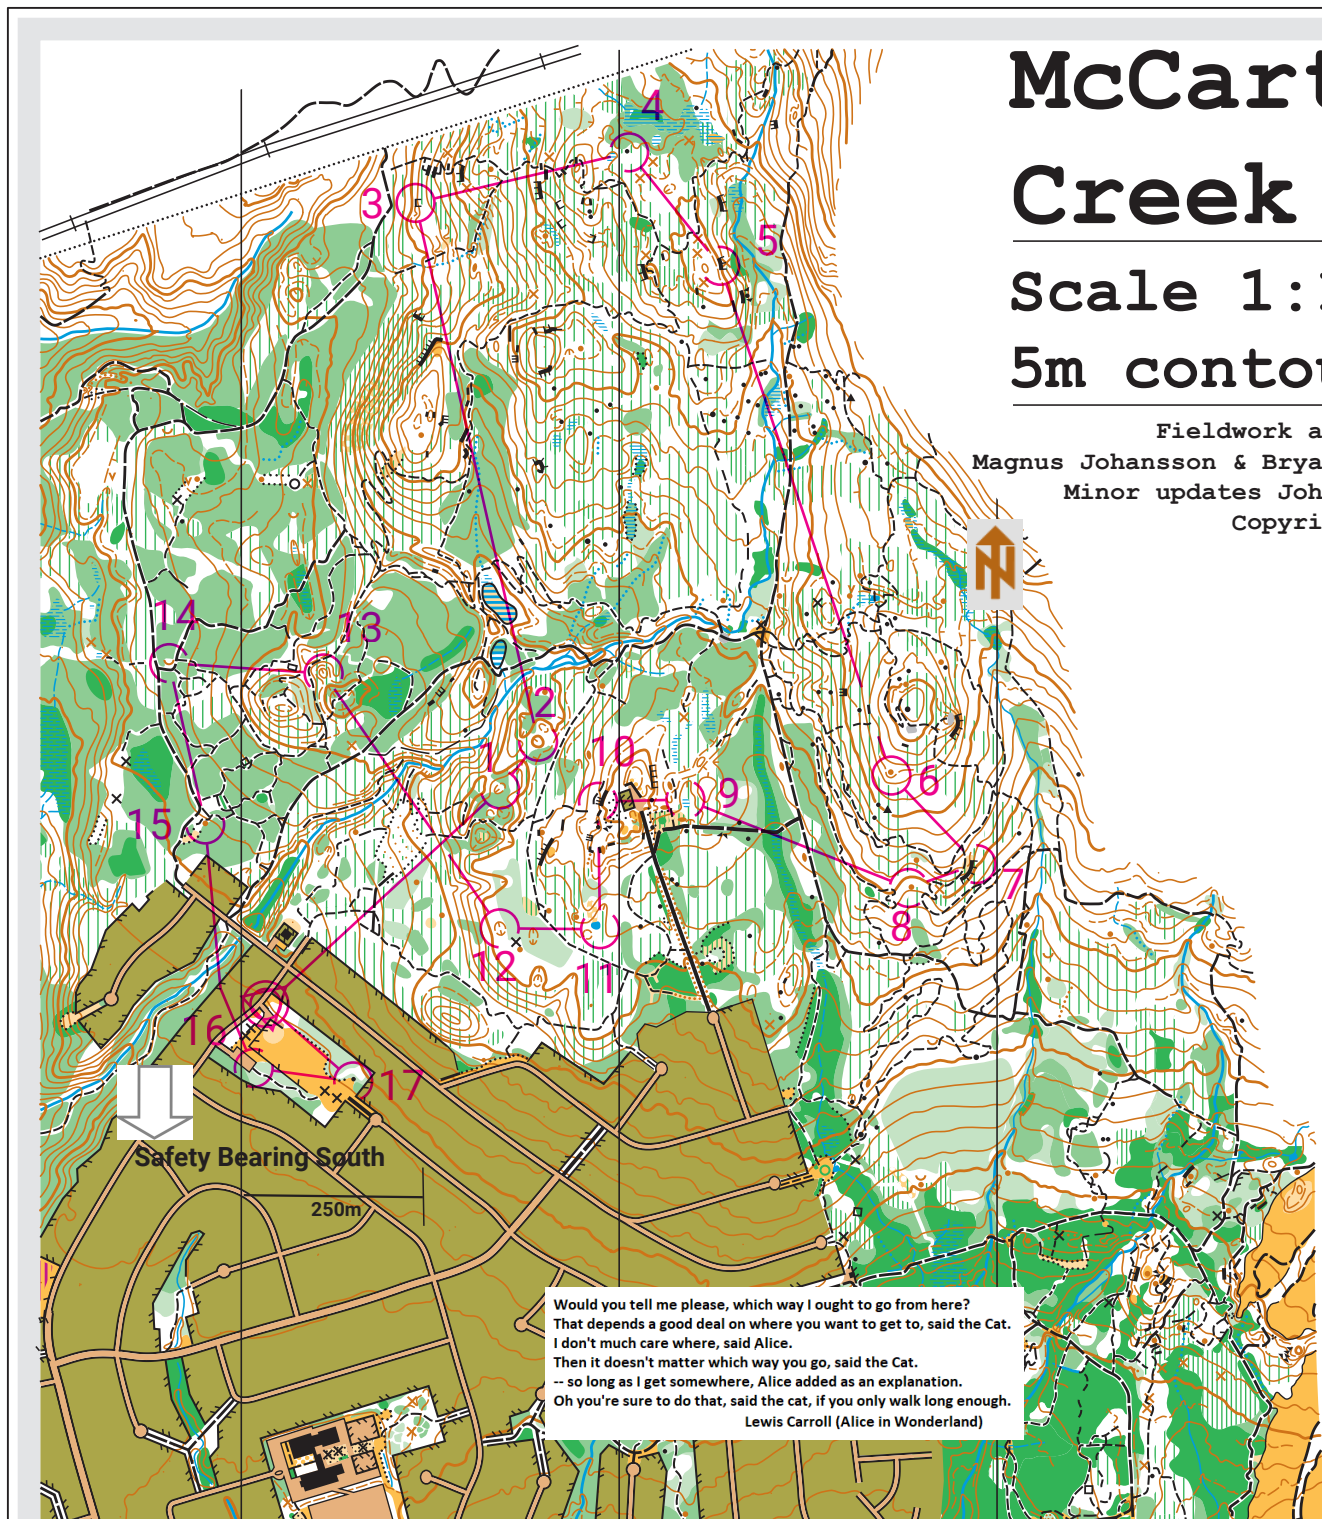 McCart
Creek
Scale 1:
5m contou
Fieldwork a
Magnus Johansson & Brya
Minor updates Joh
Copyri
N
4
3
5
14
13
2
1
10
6
9
15
7
8
12
11
16
17
Safety Bearing South
250m
Would you tell me please, which way I ought to go from here?
That depends a good deal on where you want to get to, said the Cat.
I don't much care where, said Alice.
Then it doesn't matter which way you go, said the Cat.
-- so long as I get somewhere, Alice added as an explanation.
Oh you're sure to do that, said the cat, if you only walk long enough.
Lewis Carroll (Alice in Wonderland)